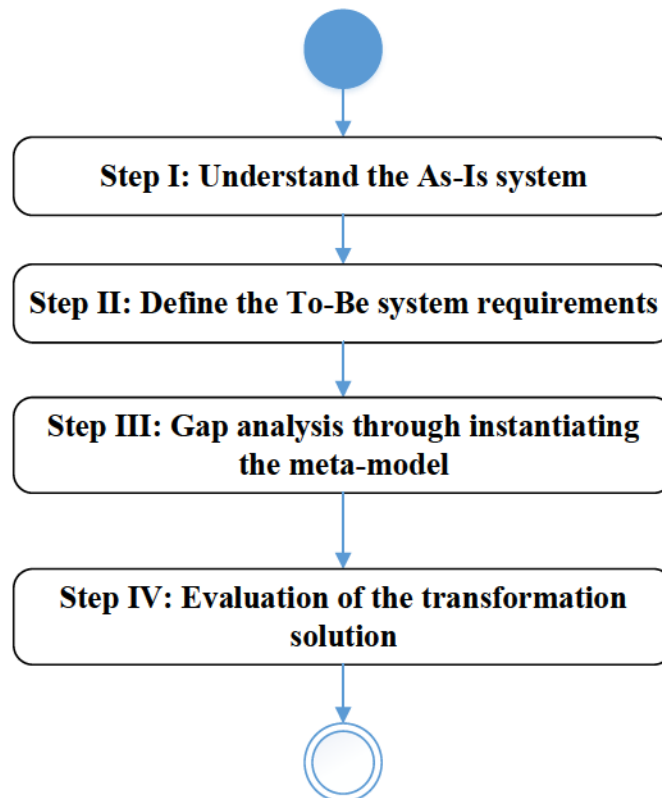 Step I: Understand the As-Is system
Step II: Define the To-Be system requirements
Step III: Gap analysis through instantiating
the meta-model
Step IV: Evaluation of the transformation
solution